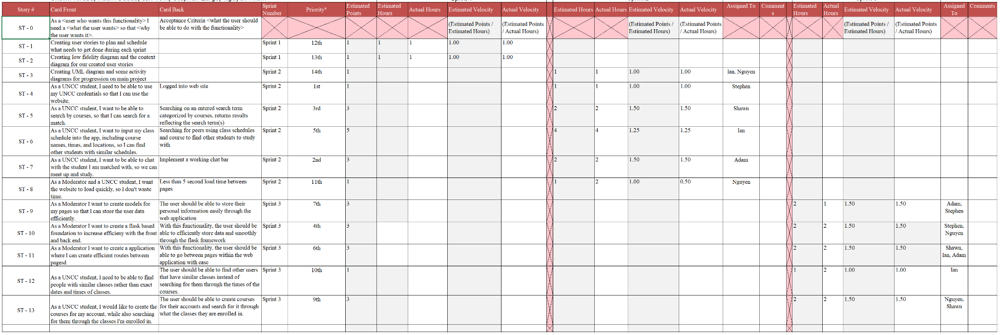 Story # Card Front Card Back Sprint Number Priority* Estimated Points Estimated Hours Actual Hours Estimated Velocity Actual Velocity Estimated Hours Actual Hours Estimated Velocity Actual Velocity Assigned To Comments Estimated Hours Actual Hours Estimated Velocity Actual Velocity Assigned To Comments
ST - 0
As a <user who wants this functionality> I
need a <what the user wants> so that <why
the user wants it>.
Acceptance Criteria <what the user should
be able to do with the functionality>
(Estimated Points /
Estimated Hours)
(Estimated Points
/ Actual Hours)
(Estimated Points /
Estimated Hours)
(Estimated Points
/ Actual Hours)
(Estimated Points /
Estimated Hours)
(Estimated Points
/ Actual Hours)
ST - 1
Creating user stories to plan and schedule
what needs to get done during each sprint
Sprint 1 12th 1 1 1 1.00 1.00
ST - 2
Creating low fidelity diagram and the context
diagram for our created user stories
Sprint 1 13th 1 1 1 1.00 1.00
ST - 3
Creating UML diagram and some activity
diagrams for progression on main project
Sprint 2 14th 1 1 1 1.00 1.00 Ian, Nguyen
ST - 4
As a UNCC student, I need to be able to use
my UNCC credentials so that I can use the
website.
Logged into web site
Sprint 2 1st 1 1 1 1.00 1.00 Stephen
ST - 5
As a UNCC student, I want to be able to
search by courses, so that I can search for a
match.
Searching on an entered search term
categorized by courses, returns results
reflecting the search term(s)
Sprint 2 3rd 3 2 2 1.50 1.50 Shawn
ST - 6
As a UNCC student, I want to input my class
schedule into the app, including course
names, times, and locations, so I can find
other students with similar schedules.
Searching for peers using class schedules
and course to find other students to study
with
Sprint 2 5th 5 4 4 1.25 1.25 Ian
ST - 7
As a UNCC student, I want to be able to chat
with the student I am matched with, so we can
meet up and study.
Implement a working chat bar
Sprint 2 2nd 3 2 2 1.50 1.50 Adam
ST - 8
As a Moderator and a UNCC student, I want
the website to load quickly, so I don't waste
time.
Less than 5 second load time between
pages
Sprint 2 11th 1 1 2 1.00 0.50 Nguyen
ST - 9
As a Moderator I want to create models for
my pages so that I can store the user data
efficiently.
The user should be able to store their
personal information easily through the
web application
Sprint 3 7th 3 2 1 1.50 1.50 Adam,
Stephen
ST - 10
As a Moderator I want to create a flask based
foundation to increase efficieny with the front
and back end.
With this functionality, the user should be
able to efficiently store data and smoothly
through the flask framework
Sprint 3 4th 3 2 2 1.50 1.50 Stephen,
Nguyen
ST - 11
As a Moderator I want to create a application
where I can create efficient routes between
pagesd
With this functionality, the user should be
able to go between pages within the web
application with ease
Sprint 3 6th 3 2 2 1.50 1.50 Shawn,
Ian, Adam
ST - 12
As a UNCC student, I need to be able to find
people with similar classes rather than exact
dates and times of classes.
The user should be able to find other users
that have similar classes instead of
searching for them through the times of the
courses.
Sprint 3 10th 1 1 2 1.00 1.00 Ian
ST - 13
As a UNCC student, I would like to create the
courses for my account, while also searching
for them through the classes I'm enrolled in.
The user should be able to create courses
for their accounts and search for it through
what the classes they are enrolled in.
Sprint 3 9th 3 2 2 1.50 1.50 Nguyen,
Shawn